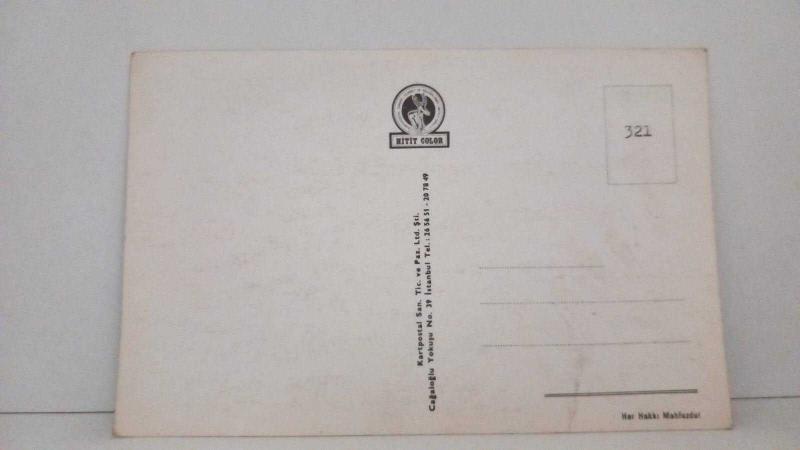 HITIT COLOR
321
Kartpostal San. Tic. ve Paz. Ltd. Şti.
Cağaloğlu Yokuşu No. 39 İstanbul Tel.: 26 56 51 - 20 78 49
Her Hakkı Mahfuzdur